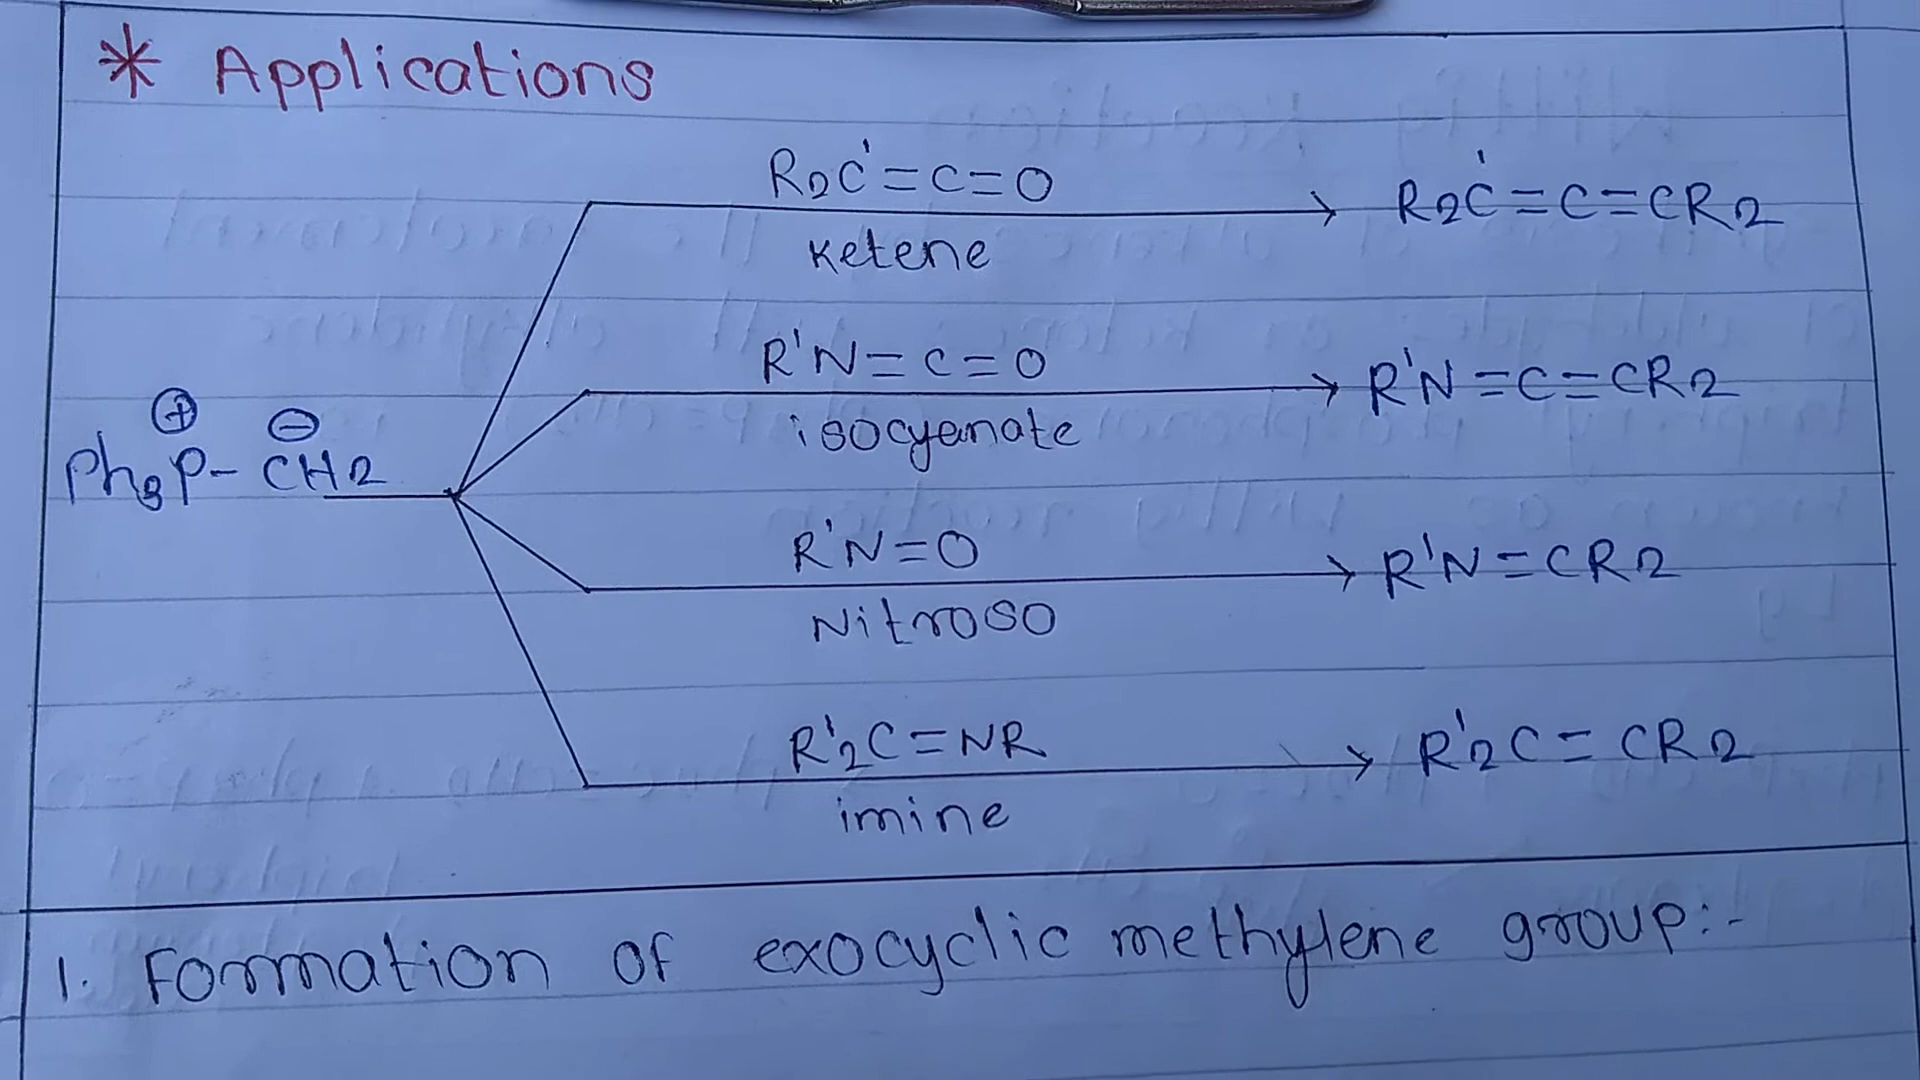 * Applications
R2C'=C=O
R2C'=C=CR2
ketene
R'N=C=O
R'N=C=CR2
isocyanate
⊕ ⊖
Ph3P-CH2
R'N=O
R'N=CR2
Nitroso
R'2C=NR
R'2C=CR2
imine
1. Formation of exocyclic methylene group:-